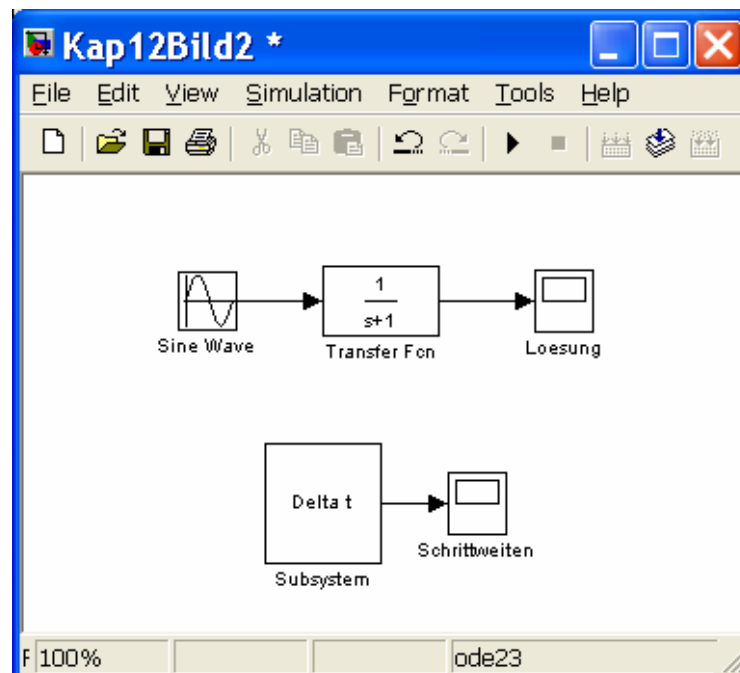 Kap12Bild2 *
File Edit View Simulation Format Tools Help
1
s+1
Sine Wave
Transfer Fcn
Loesung
Delta t
Schrittweiten
Subsystem
F 100%
ode23